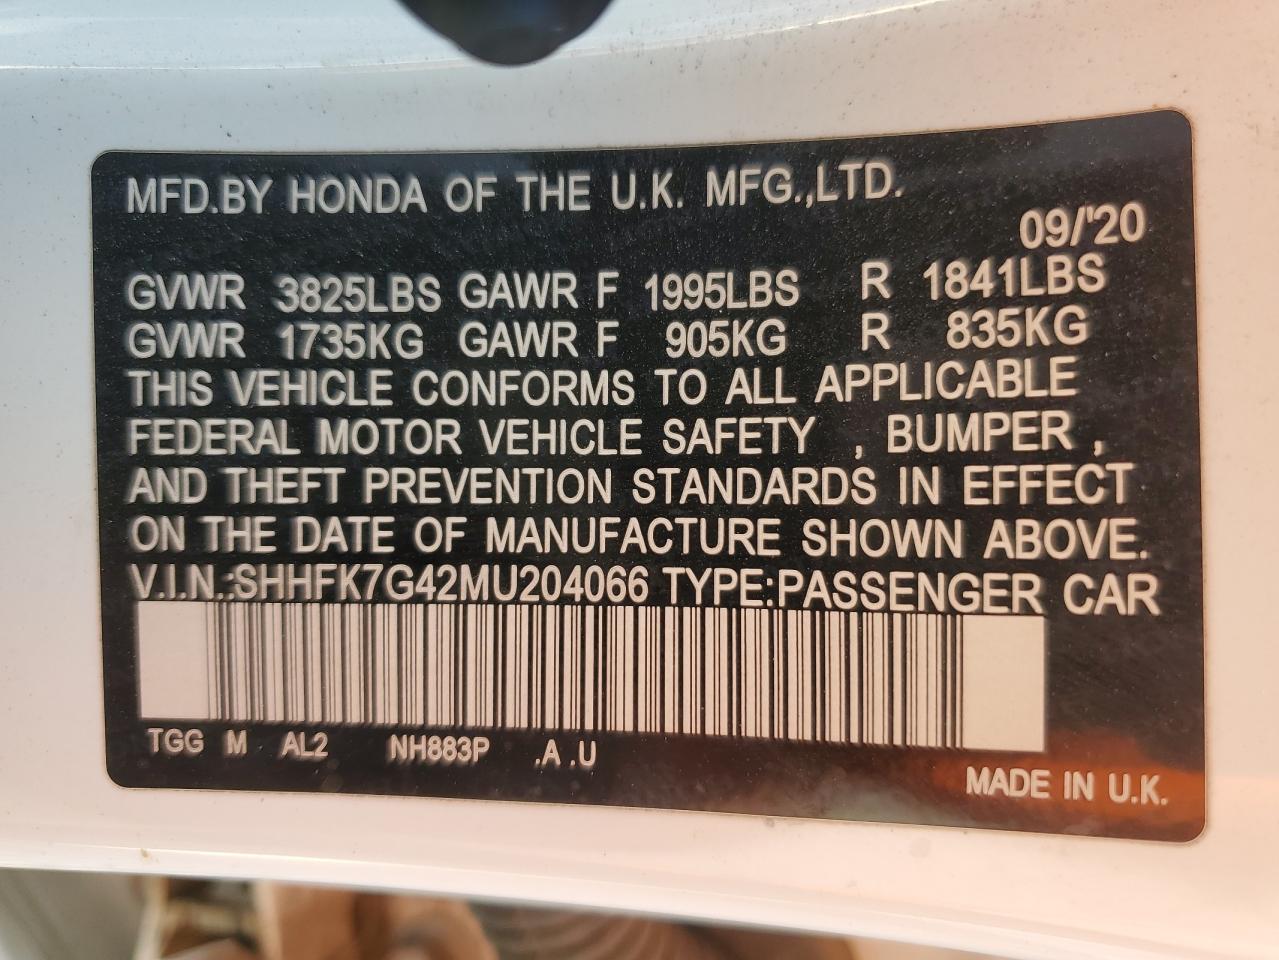 MFD.BY HONDA OF THE U.K. MFG.,LTD.
09/'20
GVWR 3825LBS GAWR F 1995LBS R 1841LBS
GVWR 1735KG GAWR F 905KG R 835KG
THIS VEHICLE CONFORMS TO ALL APPLICABLE
FEDERAL MOTOR VEHICLE SAFETY , BUMPER ,
AND THEFT PREVENTION STANDARDS IN EFFECT
ON THE DATE OF MANUFACTURE SHOWN ABOVE.
V.I.N.:SHHFK7G42MU204066 TYPE:PASSENGER CAR
TGG M AL2 NH883P .A .U
MADE IN U.K.